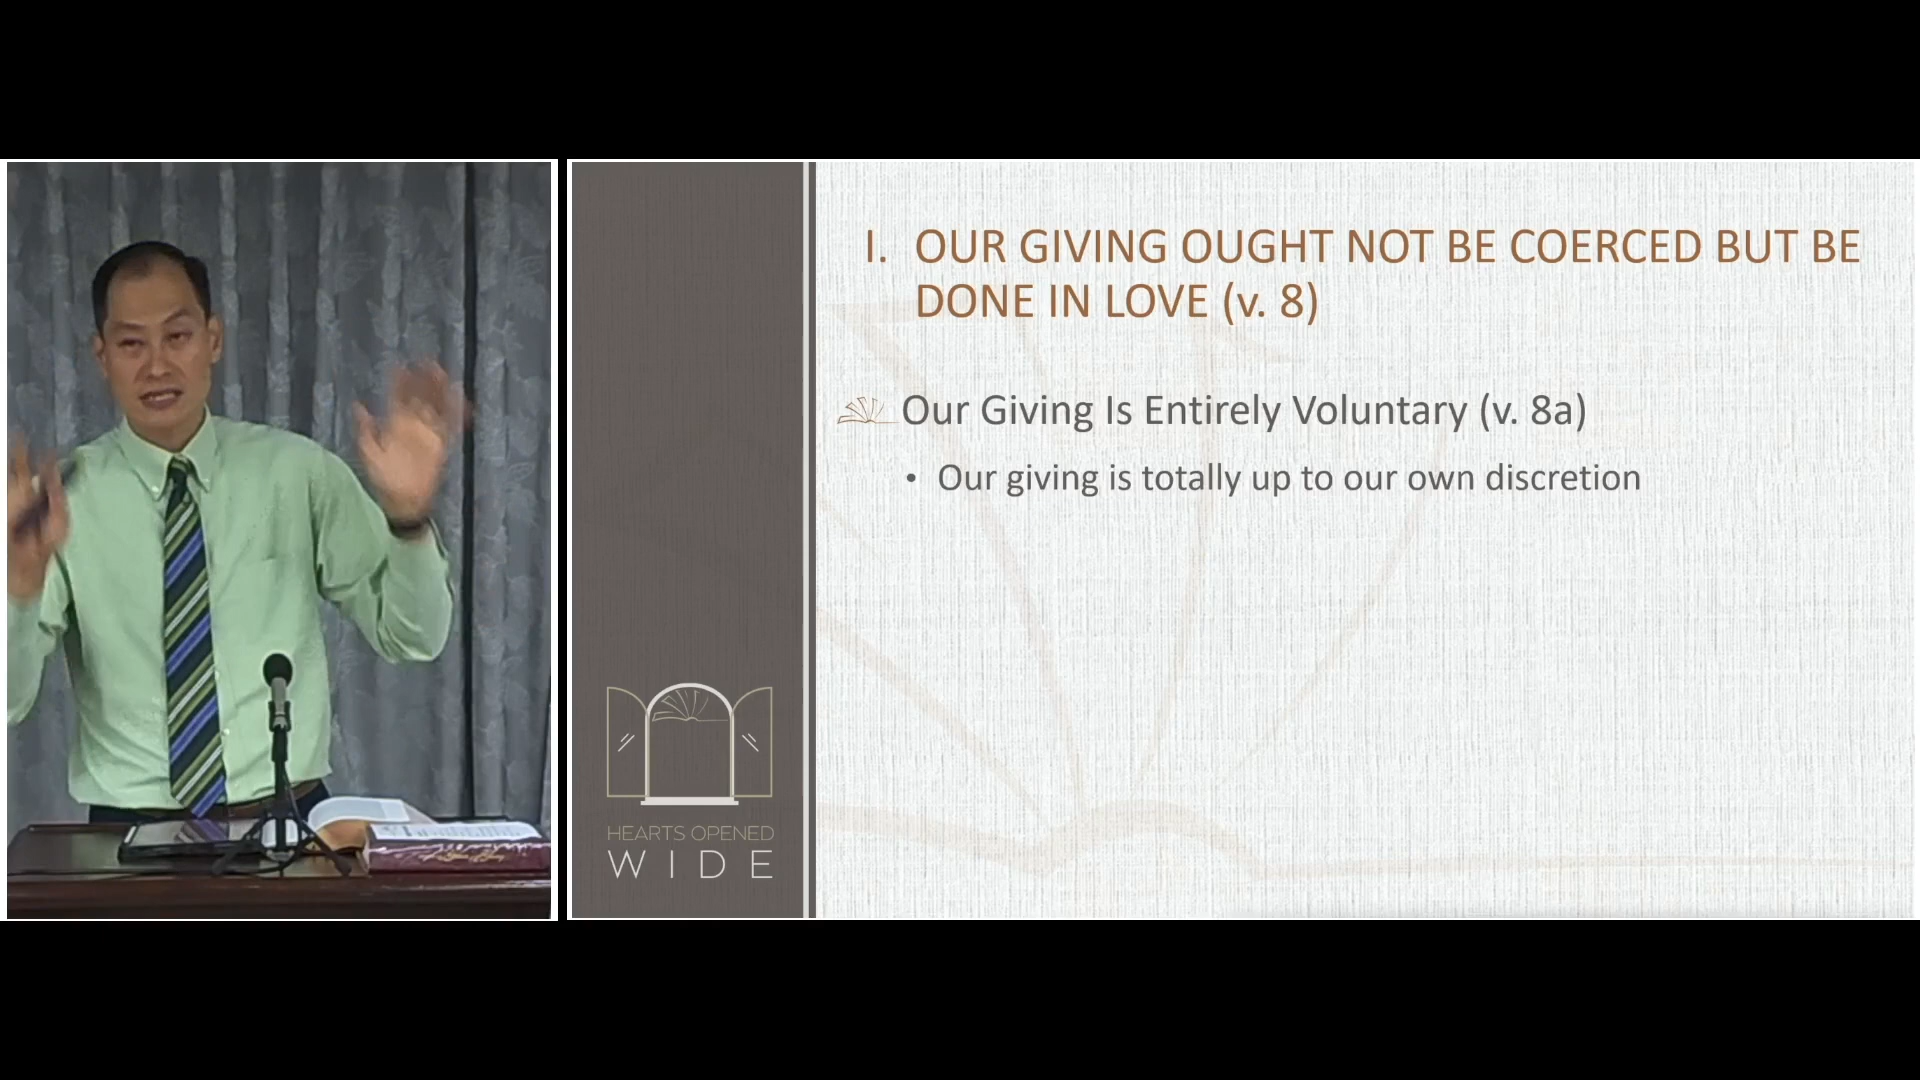 I. OUR GIVING OUGHT NOT BE COERCED BUT BE
DONE IN LOVE (v. 8)
Our Giving Is Entirely Voluntary (v. 8a)
• Our giving is totally up to our own discretion
HEARTS OPENED
WIDE